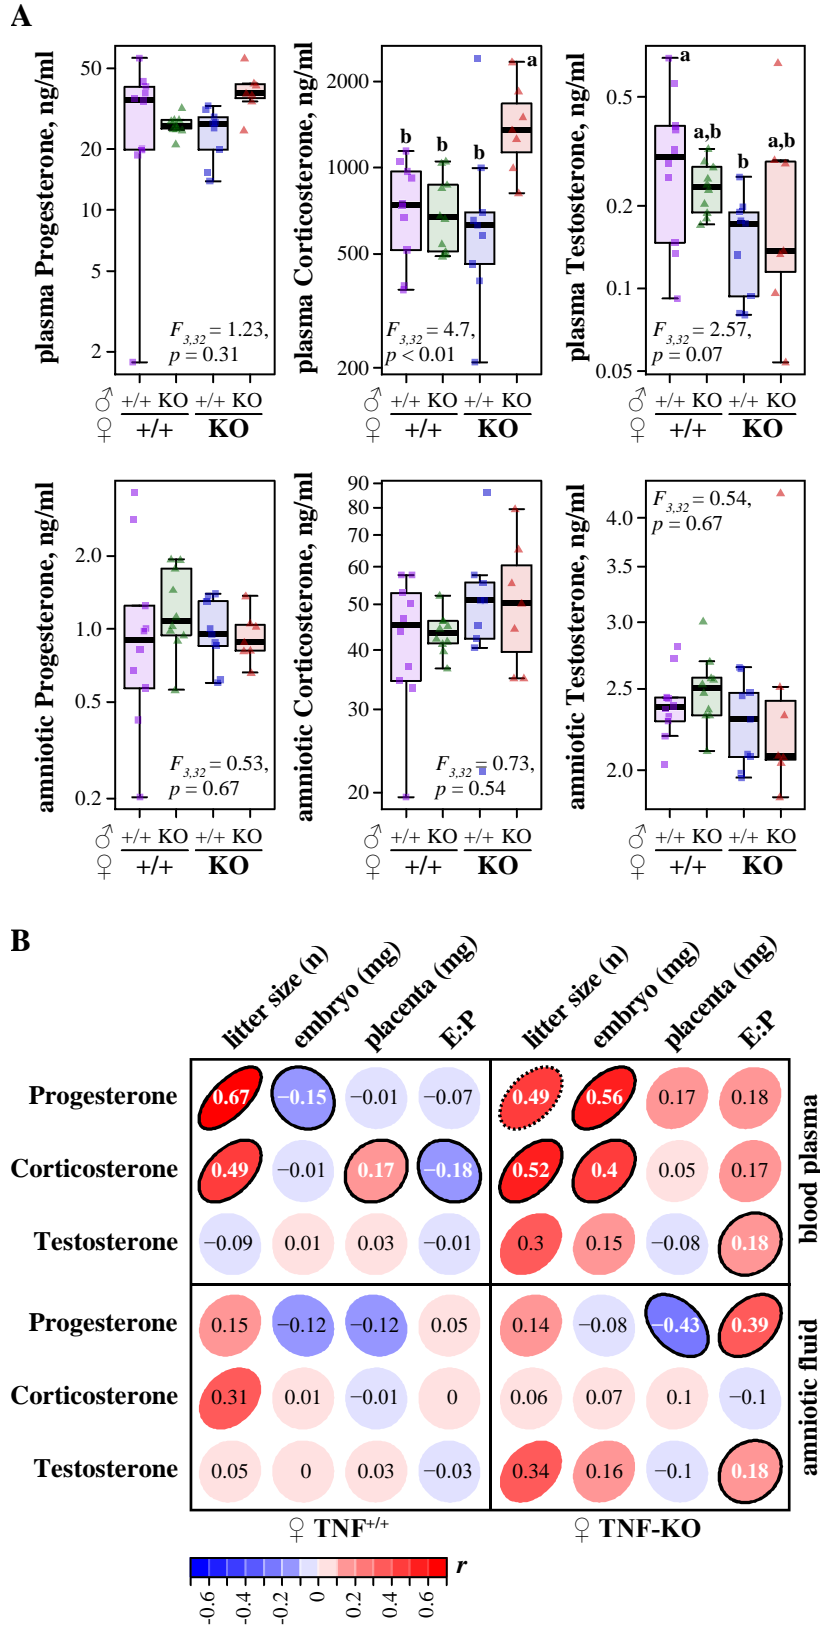 A
plasma Progesterone, ng/ml
50
20
10
5
2
F3,32 = 1.23,
p = 0.31
♂ +/+ KO +/+ KO
♀ +/+ KO
plasma Corticosterone, ng/ml
2000
1000
500
200
b b b a
F3,32 = 4.7,
p < 0.01
♂ +/+ KO +/+ KO
♀ +/+ KO
plasma Testosterone, ng/ml
0.5
0.2
0.1
0.05
a a,b b a,b
F3,32 = 2.57,
p = 0.07
♂ +/+ KO +/+ KO
♀ +/+ KO
amniotic Progesterone, ng/ml
2.0
1.0
0.5
0.2
F3,32 = 0.53,
p = 0.67
♂ +/+ KO +/+ KO
♀ +/+ KO
amniotic Corticosterone, ng/ml
90
80
70
60
50
40
30
20
F3,32 = 0.73,
p = 0.54
♂ +/+ KO +/+ KO
♀ +/+ KO
amniotic Testosterone, ng/ml
4.0
3.5
3.0
2.5
2.0
F3,32 = 0.54,
p = 0.67
♂ +/+ KO +/+ KO
♀ +/+ KO
B
litter size (n) embryo (mg) placenta (mg) E:P litter size (n) embryo (mg) placenta (mg) E:P
Progesterone 0.67 −0.15 −0.01 −0.07 0.49 0.56 0.17 0.18
Corticosterone 0.49 −0.01 0.17 −0.18 0.52 0.4 0.05 0.17
Testosterone −0.09 0.01 0.03 −0.01 0.3 0.15 −0.08 0.18
blood plasma
Progesterone 0.15 −0.12 −0.12 0.05 0.14 −0.08 −0.43 0.39
Corticosterone 0.31 0.01 −0.01 0 0.06 0.07 0.1 −0.1
Testosterone 0.05 0 0.03 −0.03 0.34 0.16 −0.1 0.18
amniotic fluid
♀ TNF+/+ ♀ TNF-KO
r
-0.6 -0.4 -0.2 0 0.2 0.4 0.6